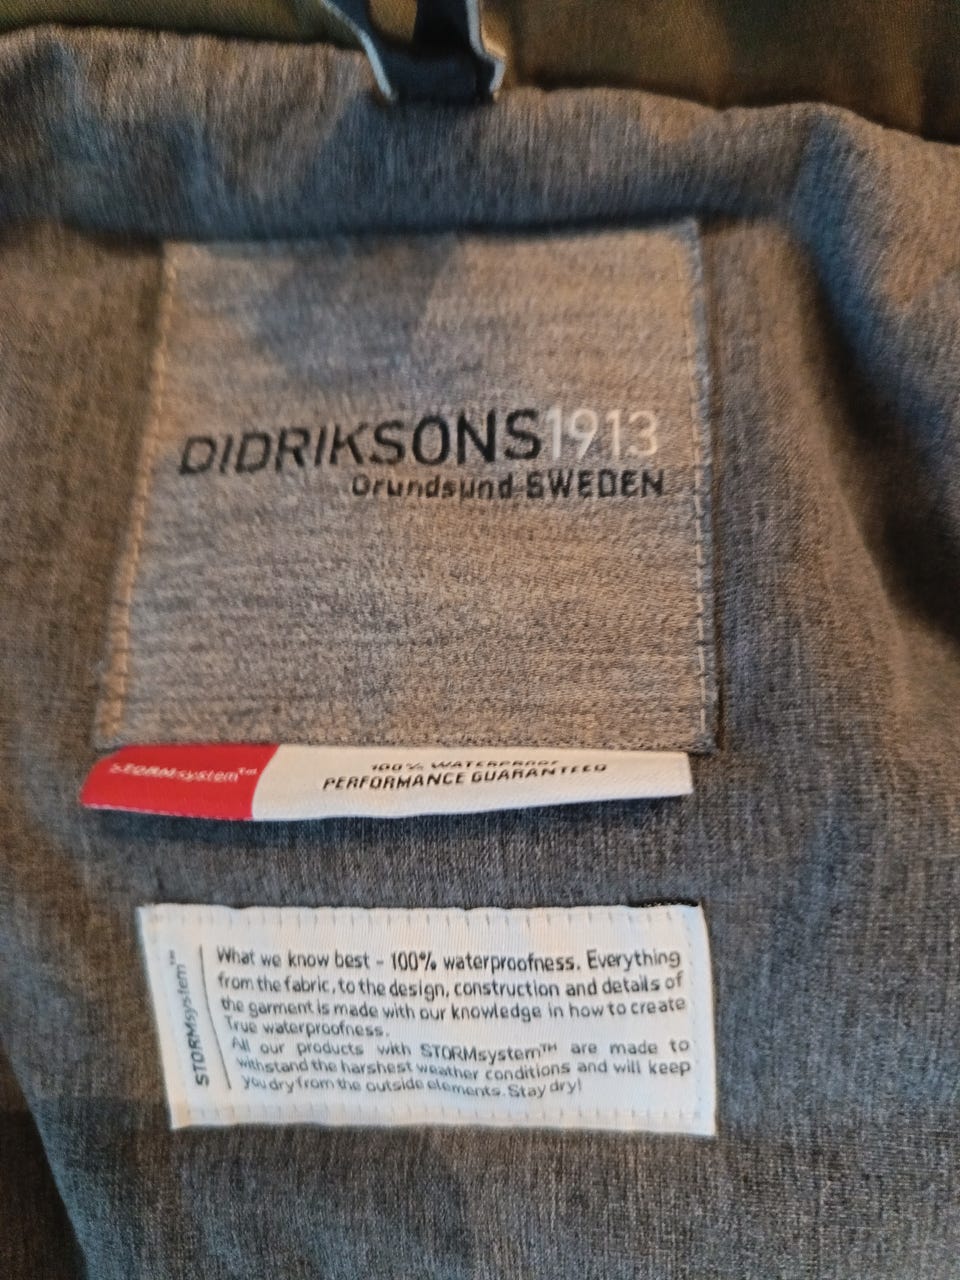 DIDRIKSONS1913
Grundsund SWEDEN
STORMsystem™
100% WATERPROOF
PERFORMANCE GUARANTEED
STORMsystem™
What we know best - 100% waterproofness. Everything
from the fabric, to the design, construction and details of
the garment is made with our knowledge in how to create
True waterproofness.
All our products with STORMsystem™ are made to
withstand the harshest weather conditions and will keep
you dry from the outside elements. Stay dry!